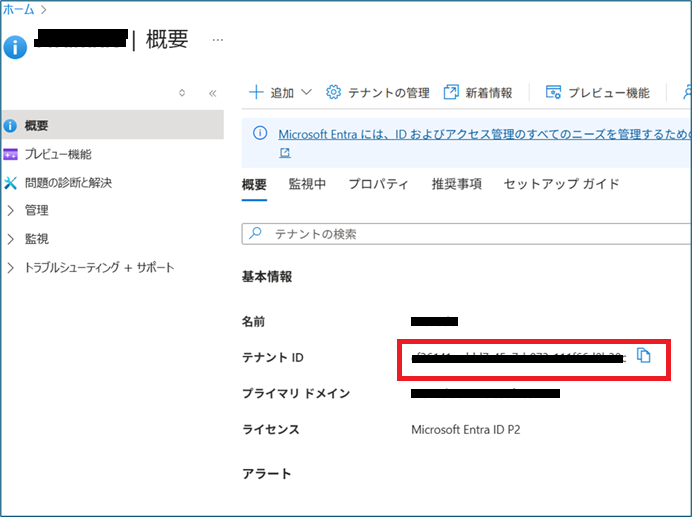 ホーム
| 概要
追加 テナントの管理 新着情報 プレビュー機能
Microsoft Entra には、ID およびアクセス管理のすべてのニーズを管理するための
概要
プレビュー機能
問題の診断と解決
管理
監視
トラブルシューティング + サポート
概要 監視中 プロパティ 推奨事項 セットアップ ガイド
テナントの検索
基本情報
名前
テナント ID
プライマリ ドメイン
ライセンス Microsoft Entra ID P2
アラート